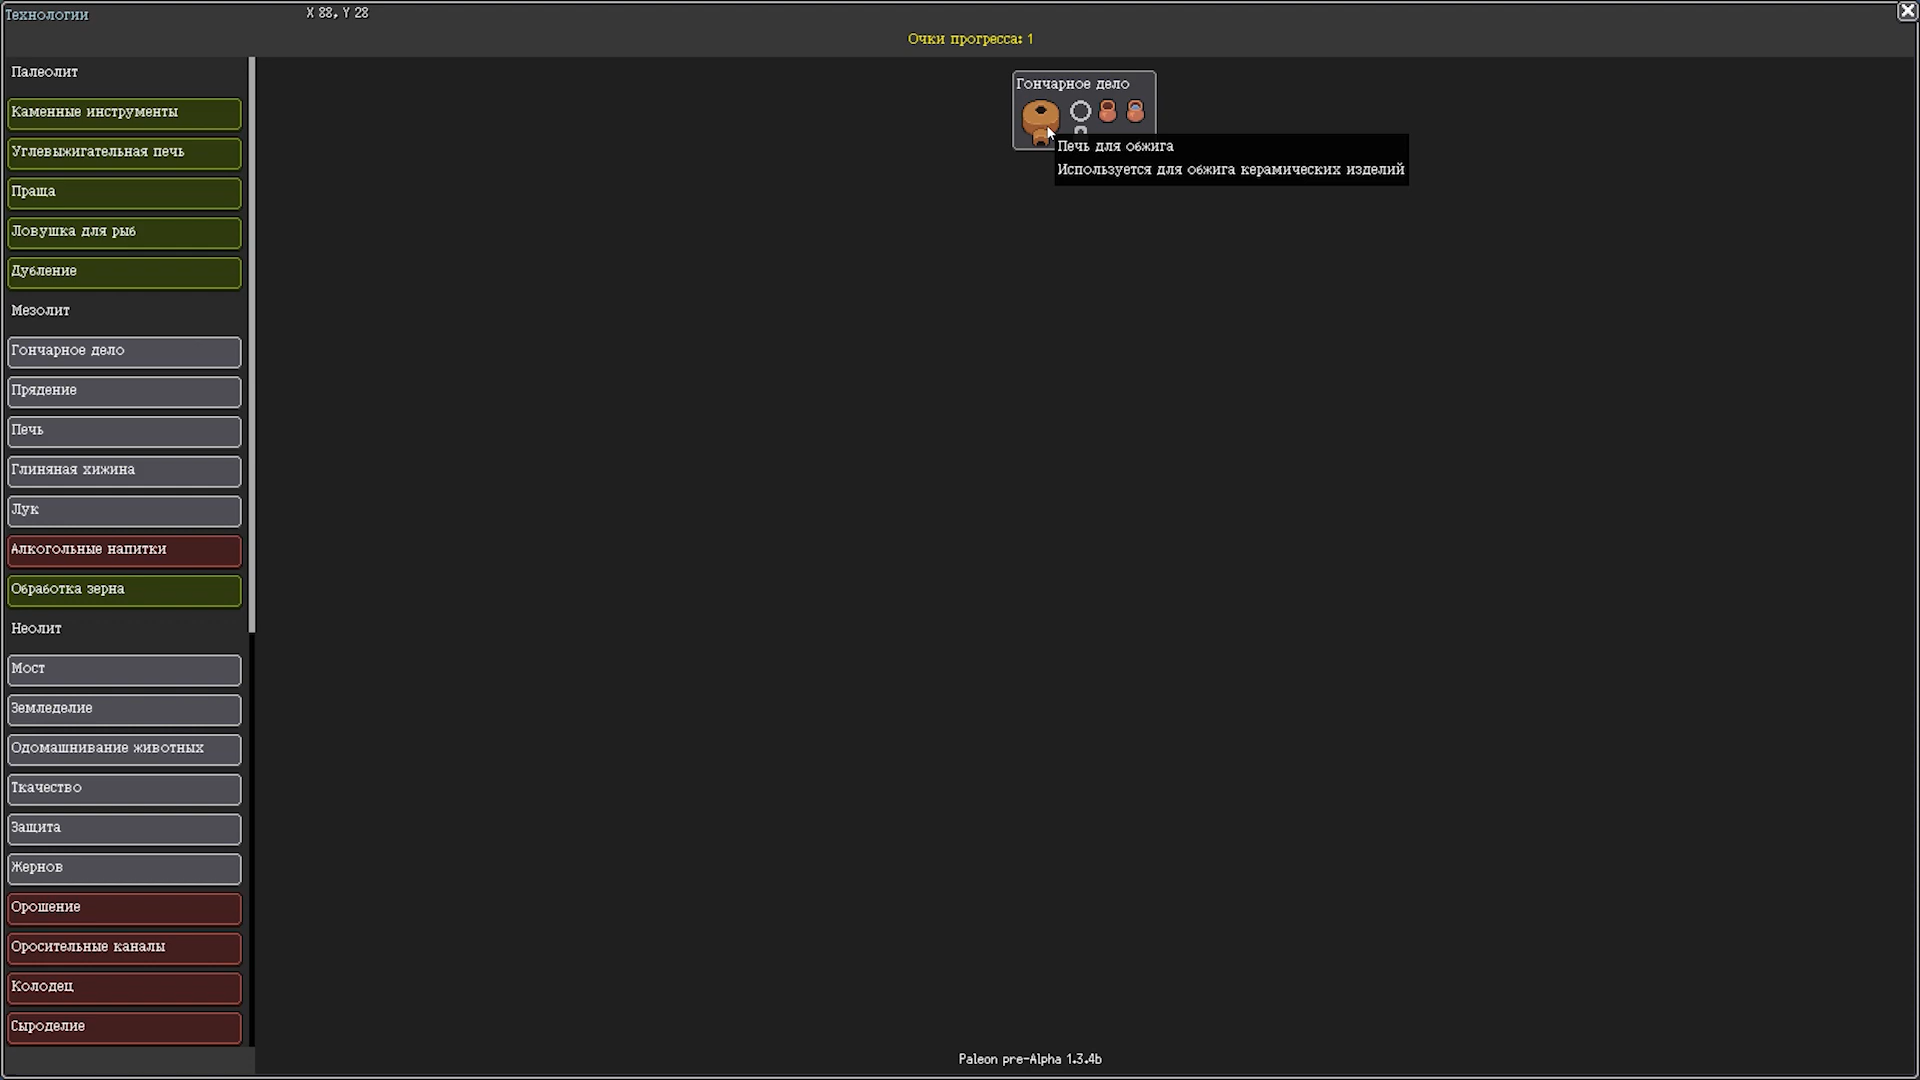 Технологии
X 88, Y 28
Очки прогресса: 1
Палеолит
Каменные инструменты
Углевыжигательная печь
Праща
Ловушка для рыб
Дубление
Мезолит
Гончарное дело
Прядение
Печь
Глиняная хижина
Лук
Алкогольные напитки
Обработка зерна
Неолит
Мост
Земледелие
Одомашнивание животных
Ткачество
Защита
Жернов
Орошение
Оросительные каналы
Колодец
Сыроделие
Гончарное дело
Печь для обжига
Используется для обжига керамических изделий
Paleon pre-Alpha 1.3.4b